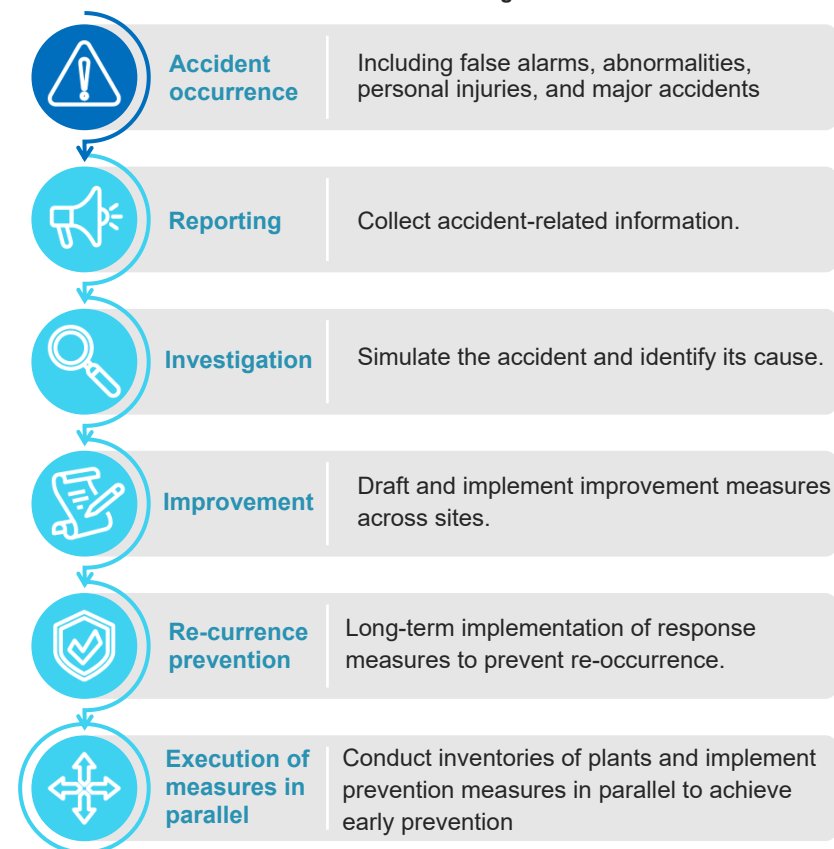 Accident
occurrence
Including false alarms, abnormalities,
personal injuries, and major accidents
Reporting
Collect accident-related information.
Investigation
Simulate the accident and identify its cause.
Improvement
Draft and implement improvement measures
across sites.
Re-currence
prevention
Long-term implementation of response
measures to prevent re-occurrence.
Execution of
measures in
parallel
Conduct inventories of plants and implement
prevention measures in parallel to achieve
early prevention